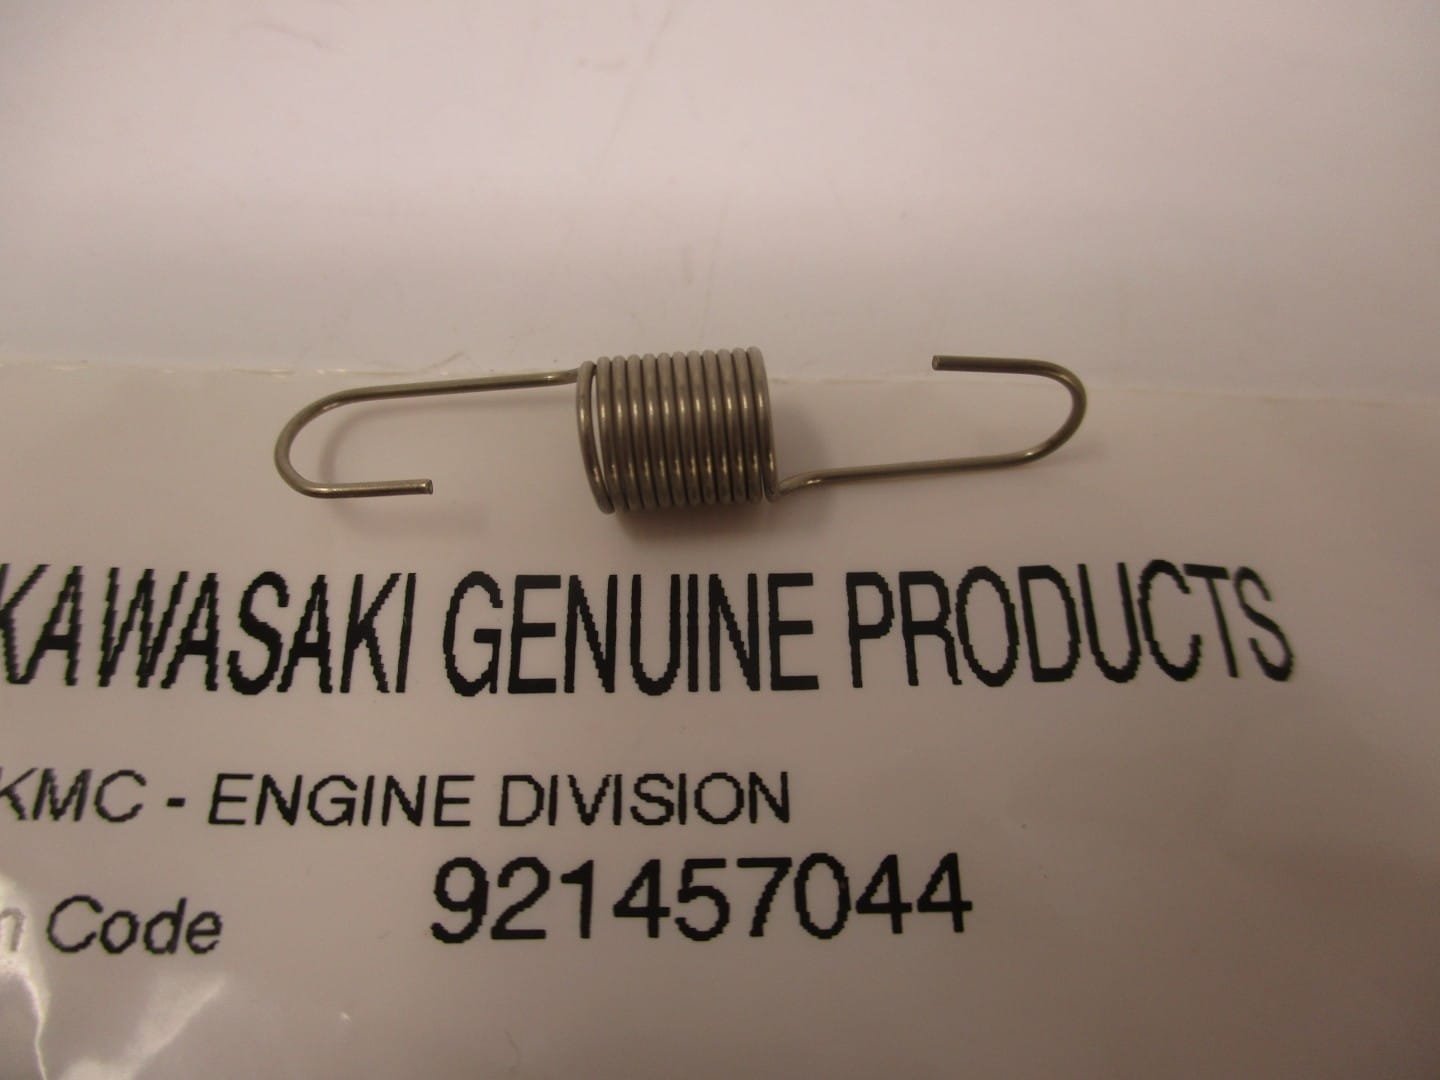 KAWASAKI GENUINE PRODUCTS
KMC - ENGINE DIVISION
Code 921457044